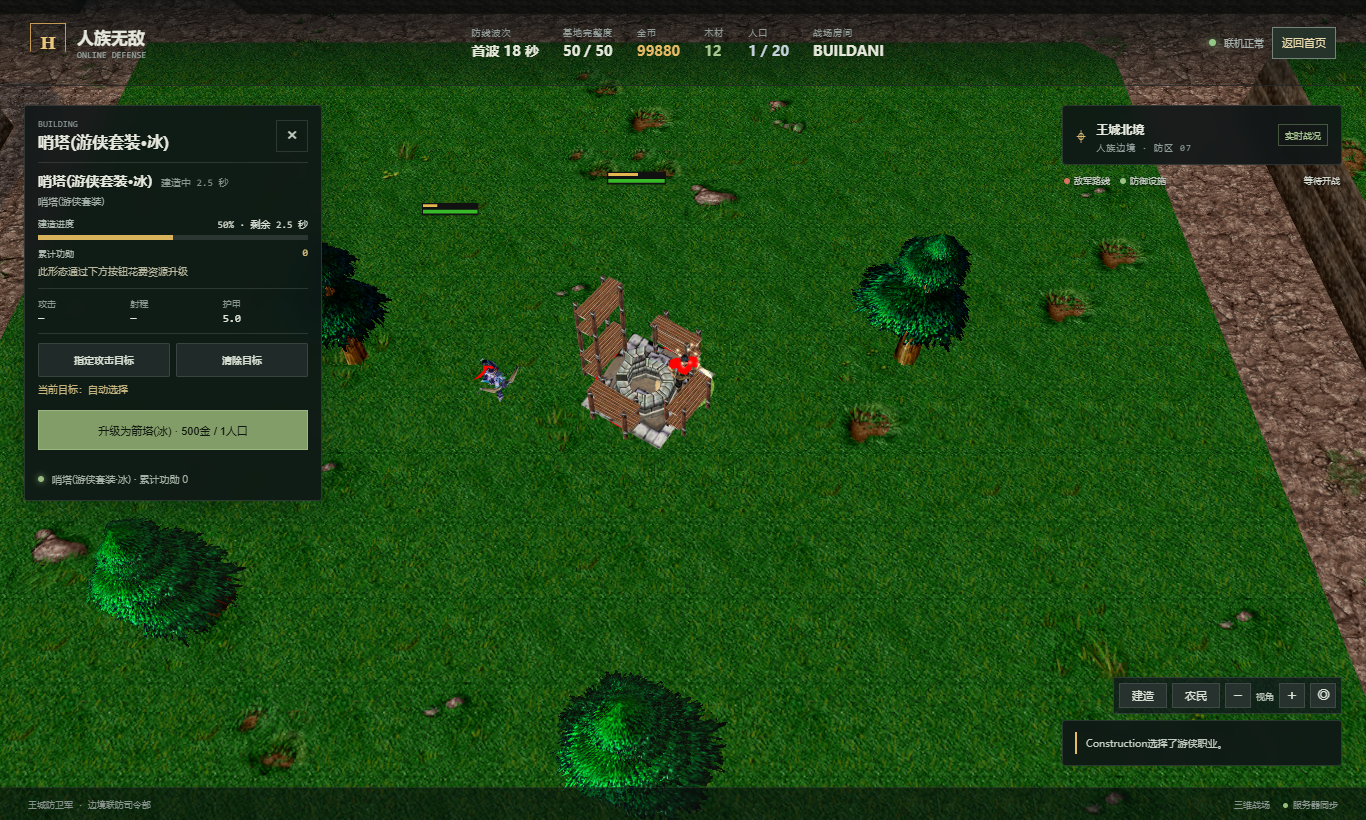 H
人族无敌
ONLINE DEFENSE
防线波次
首波 18 秒
基地完整度
50 / 50
金币
99880
木材
12
人口
1 / 20
战场房间
BUILDANI
联机正常
返回首页
BUILDING
哨塔(游侠套装•冰)
×
哨塔(游侠套装•冰) 建造中 2.5 秒
哨塔(游侠套装)
建造进度 50% · 剩余 2.5 秒
累计功勋 0
此形态通过下方按钮花费资源升级
攻击 射程 护甲
— — 5.0
指定攻击目标 清除目标
当前目标: 自动选择
升级为箭塔(冰) · 500金 / 1人口
哨塔(游侠套装·冰) · 累计功勋 0
王城北境
人族边境 · 防区 07
实时战况
敌军路线 防御设施 等待开战
建造 农民 − 视角 + ◎
Construction选择了游侠职业。
王城防卫军 · 边境联防司令部
三维战场 服务器同步